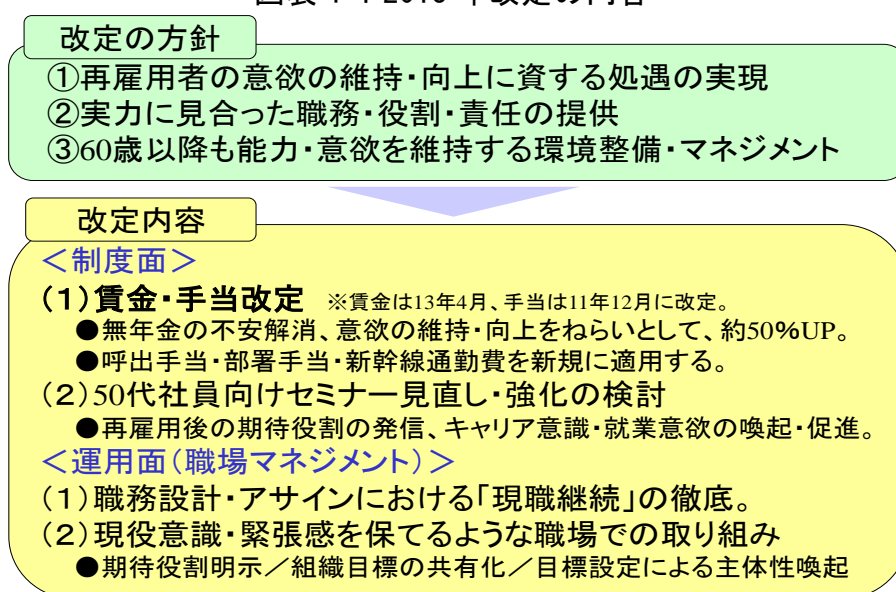 改定の方針
①再雇用者の意欲の維持・向上に資する処遇の実現
②実力に見合った職務・役割・責任の提供
③60歳以降も能力・意欲を維持する環境整備・マネジメント
改定内容
＜制度面＞
(1)賃金・手当改定 ※賃金は13年4月、手当は11年12月に改定。
●無年金の不安解消、意欲の維持・向上をねらいとして、約50%UP。
●呼出手当・部署手当・新幹線通勤費を新規に適用する。
(2)50代社員向けセミナー見直し・強化の検討
●再雇用後の期待役割の発信、キャリア意識・就業意欲の喚起・促進。
＜運用面(職場マネジメント)＞
(1)職務設計・アサインにおける「現職継続」の徹底。
(2)現役意識・緊張感を保てるような職場での取り組み
●期待役割明示／組織目標の共有化／目標設定による主体性喚起